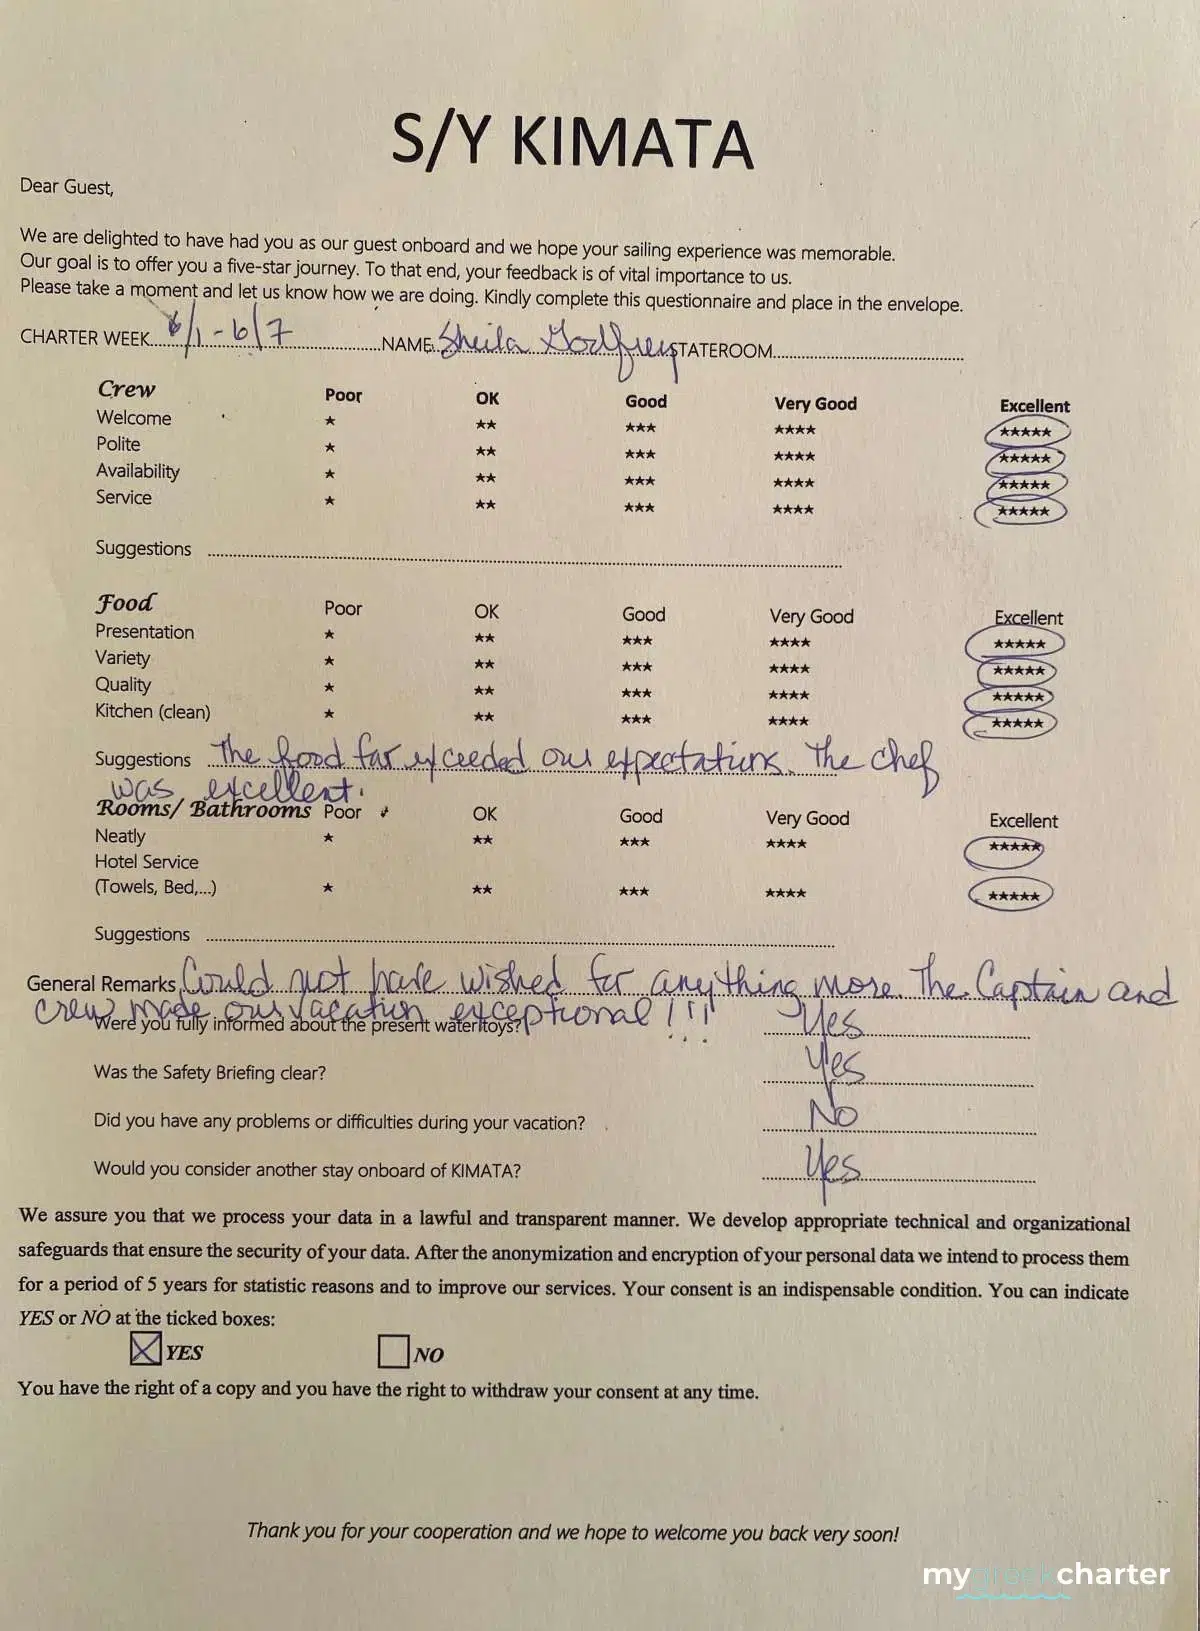 S/Y KIMATA
Dear Guest,
We are delighted to have had you as our guest onboard and we hope your sailing experience was memorable.
Our goal is to offer you a five-star journey. To that end, your feedback is of vital importance to us.
Please take a moment and let us know how we are doing. Kindly complete this questionnaire and place in the envelope.
CHARTER WEEK 6/1 - 6/7 NAME Sheila Godfrey STATEROOM
Crew Poor OK Good Very Good Excellent
Welcome ★ ★★ ★★★ ★★★★ ★★★★★
Polite ★ ★★ ★★★ ★★★★ ★★★★★
Availability ★ ★★ ★★★ ★★★★ ★★★★★
Service ★ ★★ ★★★ ★★★★ ★★★★★
Suggestions
Food Poor OK Good Very Good Excellent
Presentation ★ ★★ ★★★ ★★★★ ★★★★★
Variety ★ ★★ ★★★ ★★★★ ★★★★★
Quality ★ ★★ ★★★ ★★★★ ★★★★★
Kitchen (clean) ★ ★★ ★★★ ★★★★ ★★★★★
Suggestions The food far exceeded our expectations. The chef
was excellent.
Rooms/ Bathrooms Poor OK Good Very Good Excellent
Neatly ★ ★★ ★★★ ★★★★ ★★★★★
Hotel Service
(Towels, Bed,...) ★ ★★ ★★★ ★★★★ ★★★★★
Suggestions
General Remarks Could not have wished for anything more. The Captain and
crew made our vacation exceptional!!!
Were you fully informed about the present water toys? Yes
Was the Safety Briefing clear? Yes
Did you have any problems or difficulties during your vacation? No
Would you consider another stay onboard of KIMATA? Yes
We assure you that we process your data in a lawful and transparent manner. We develop appropriate technical and organizational
safeguards that ensure the security of your data. After the anonymization and encryption of your personal data we intend to process them
for a period of 5 years for statistic reasons and to improve our services. Your consent is an indispensable condition. You can indicate
YES or NO at the ticked boxes:
☒ YES ☐ NO
You have the right of a copy and you have the right to withdraw your consent at any time.
Thank you for your cooperation and we hope to welcome you back very soon!
mygreekcharter